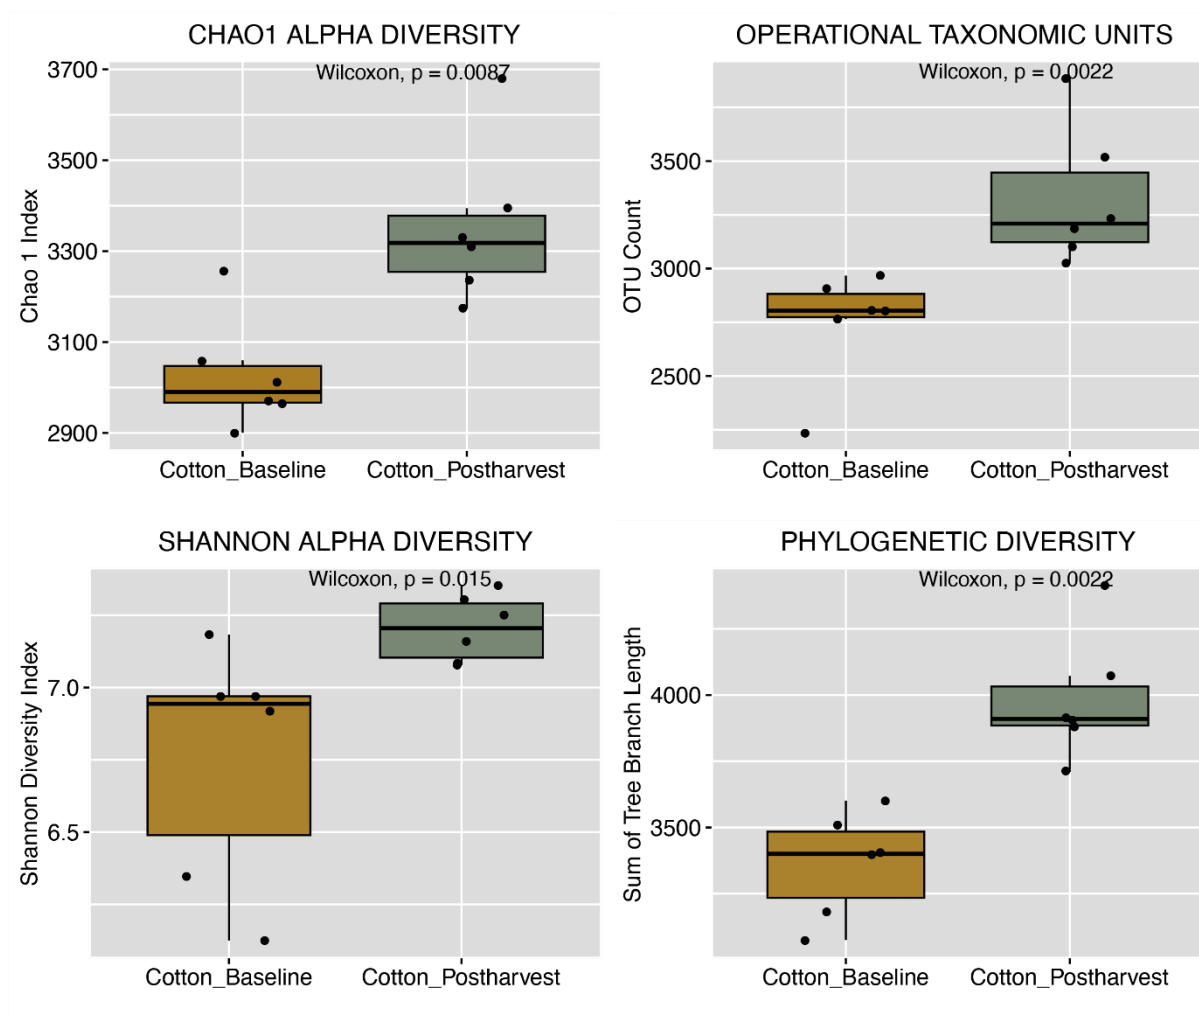 CHAO1 ALPHA DIVERSITY
Wilcoxon, p = 0.0087
Chao 1 Index
3700
3500
3300
3100
2900
Cotton_Baseline
Cotton_Postharvest
OPERATIONAL TAXONOMIC UNITS
Wilcoxon, p = 0.0022
OTU Count
3500
3000
2500
Cotton_Baseline
Cotton_Postharvest
SHANNON ALPHA DIVERSITY
Wilcoxon, p = 0.015
Shannon Diversity Index
7.0
6.5
Cotton_Baseline
Cotton_Postharvest
PHYLOGENETIC DIVERSITY
Wilcoxon, p = 0.0022
Sum of Tree Branch Length
4000
3500
Cotton_Baseline
Cotton_Postharvest